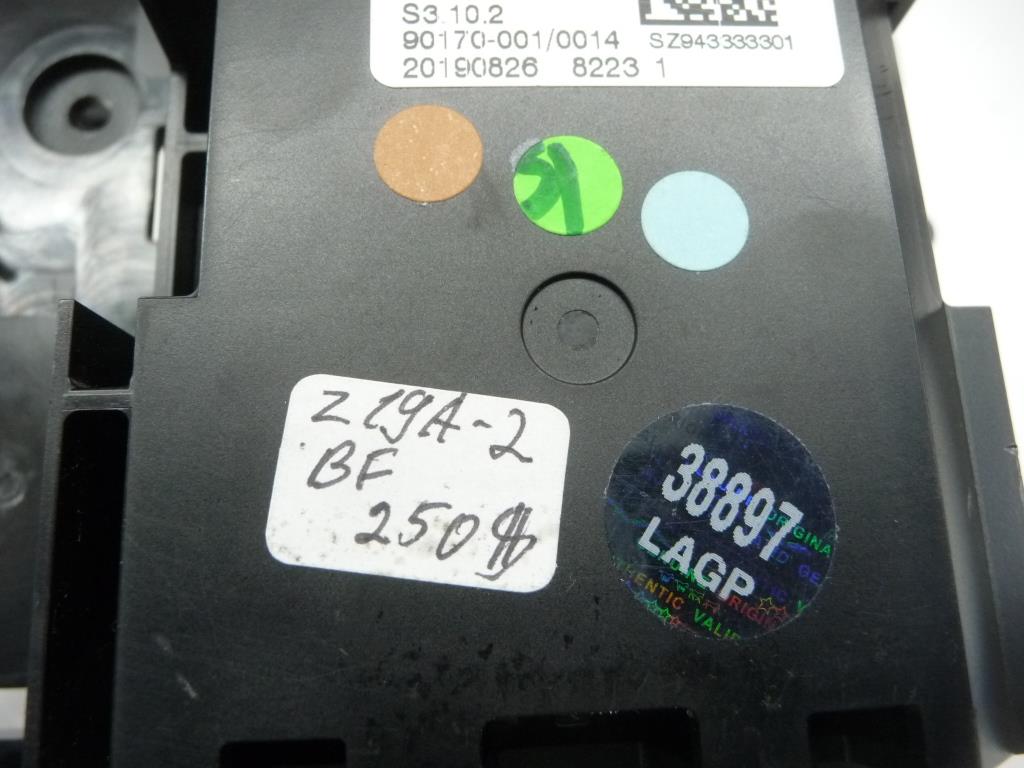 S3.10.2
90170-001/0014 SZ943333301
20190826 8223 1
Z19A-2
BF
250$
38897
LAGP